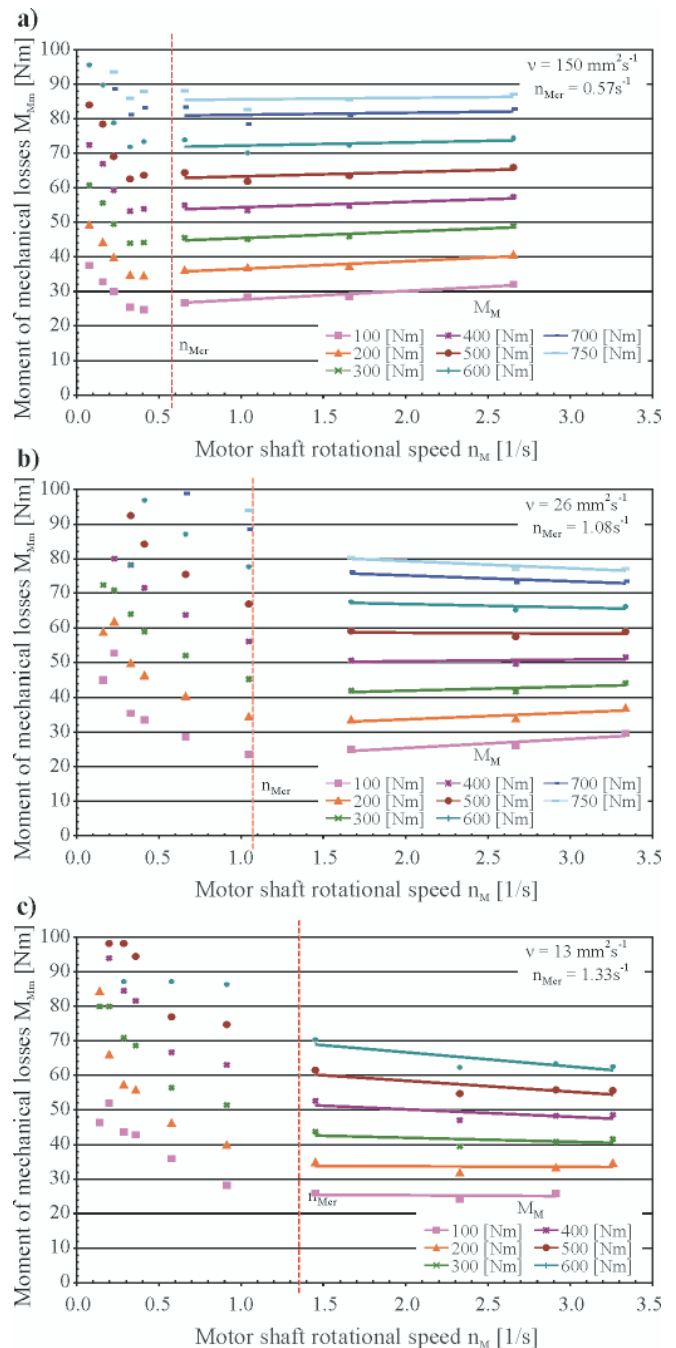 a)
Moment of mechanical losses M_Mm [Nm]
100
90
80
70
60
50
40
30
20
10
0
ν = 150 mm²s⁻¹
n_Mcr = 0.57s⁻¹
n_Mcr
M_M
100 [Nm] 400 [Nm] 700 [Nm]
200 [Nm] 500 [Nm] 750 [Nm]
300 [Nm] 600 [Nm]
0.0 0.5 1.0 1.5 2.0 2.5 3.0 3.5
Motor shaft rotational speed n_M [1/s]
b)
Moment of mechanical losses M_Mm [Nm]
100
90
80
70
60
50
40
30
20
10
0
ν = 26 mm²s⁻¹
n_Mcr = 1.08s⁻¹
n_Mcr
M_M
100 [Nm] 400 [Nm] 700 [Nm]
200 [Nm] 500 [Nm] 750 [Nm]
300 [Nm] 600 [Nm]
0.0 0.5 1.0 1.5 2.0 2.5 3.0 3.5
Motor shaft rotational speed n_M [1/s]
c)
Moment of mechanical losses M_Mm [Nm]
100
90
80
70
60
50
40
30
20
10
0
ν = 13 mm²s⁻¹
n_Mcr = 1.33s⁻¹
n_Mcr
M_M
100 [Nm] 400 [Nm]
200 [Nm] 500 [Nm]
300 [Nm] 600 [Nm]
0.0 0.5 1.0 1.5 2.0 2.5 3.0 3.5
Motor shaft rotational speed n_M [1/s]